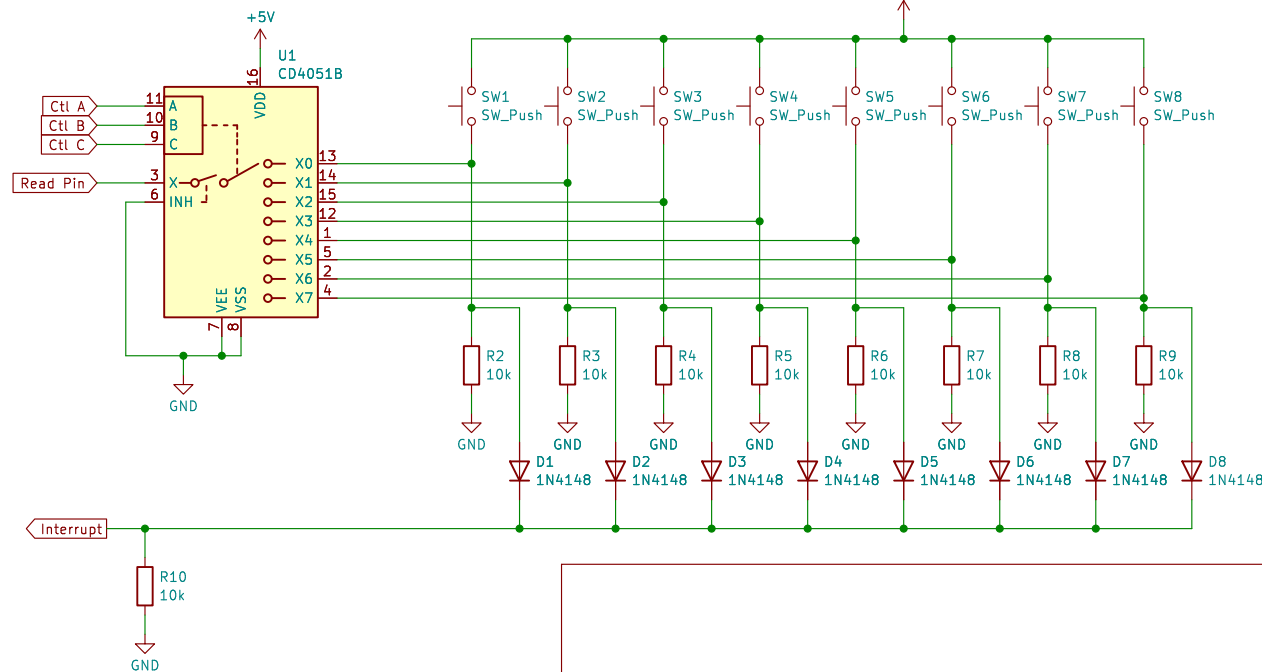 +5V
U1
CD4051B
16
VDD
Ctl A
11
A
Ctl B
10
B
Ctl C
9
C
Read Pin
3
X
6
INH
X0
13
X1
14
X2
15
X3
12
X4
1
X5
5
X6
2
X7
4
VEE
VSS
7
8
GND
SW1
SW_Push
SW2
SW_Push
SW3
SW_Push
SW4
SW_Push
SW5
SW_Push
SW6
SW_Push
SW7
SW_Push
SW8
SW_Push
R2
10k
R3
10k
R4
10k
R5
10k
R6
10k
R7
10k
R8
10k
R9
10k
GND
GND
GND
GND
GND
GND
GND
GND
D1
1N4148
D2
1N4148
D3
1N4148
D4
1N4148
D5
1N4148
D6
1N4148
D7
1N4148
D8
1N4148
Interrupt
R10
10k
GND